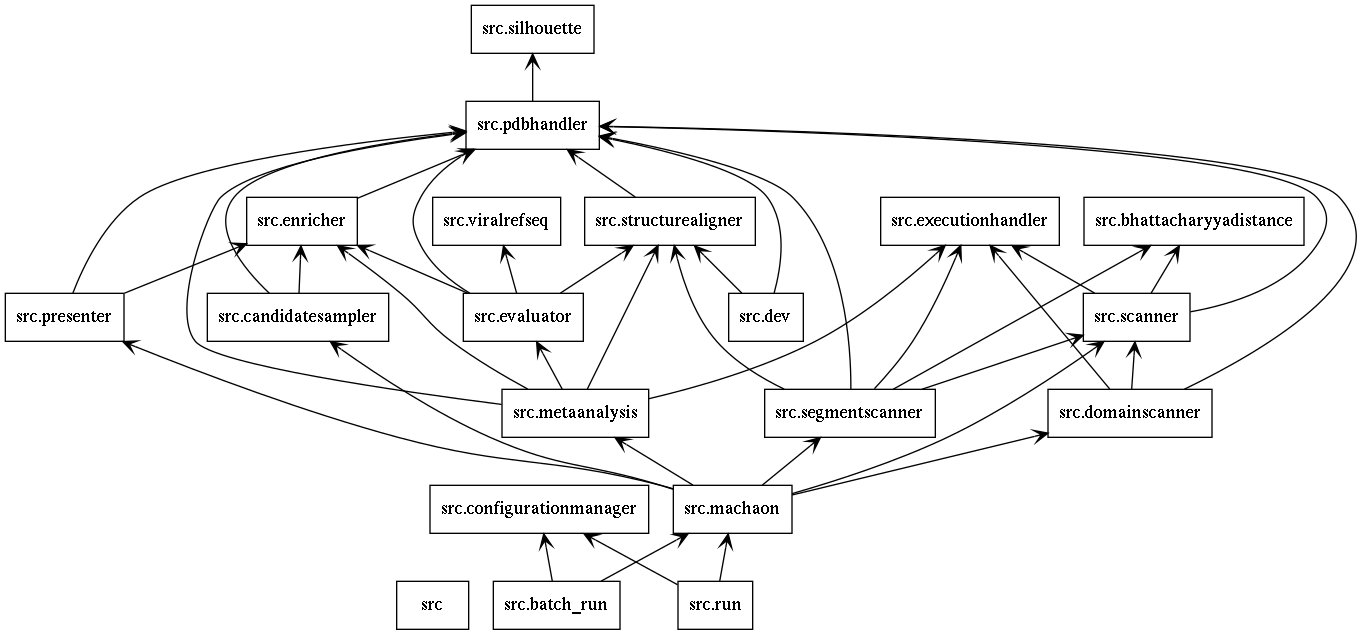 src.silhouette
src.pdbhandler
src.enricher
src.viralrefseq
src.structurealigner
src.executionhandler
src.bhattacharyyadistance
src.presenter
src.candidatesampler
src.evaluator
src.dev
src.scanner
src.metaanalysis
src.segmentscanner
src.domainscanner
src.configurationmanager
src.machaon
src
src.batch_run
src.run